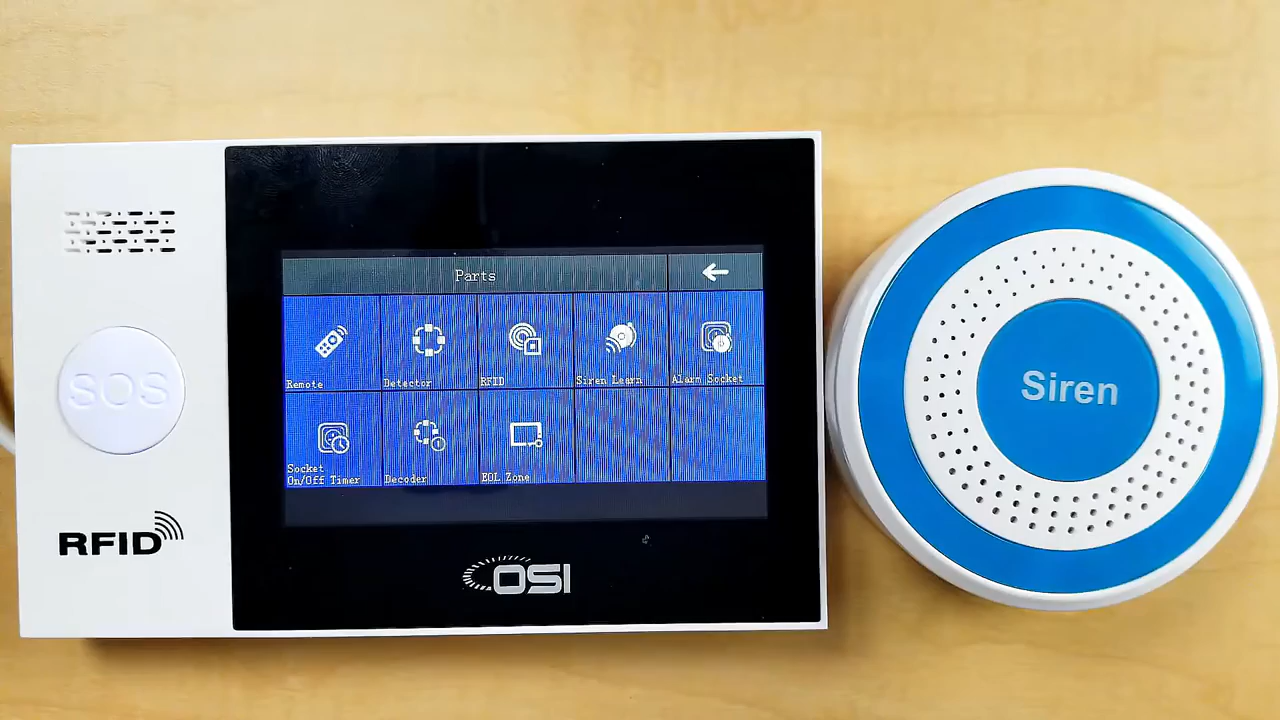 SOS
RFID
Parts
Remote
Detector
RFID
Siren Learn
Alarm Socket
Socket
On/Off Timer
Decoder
EOL Zone
OSI
Siren